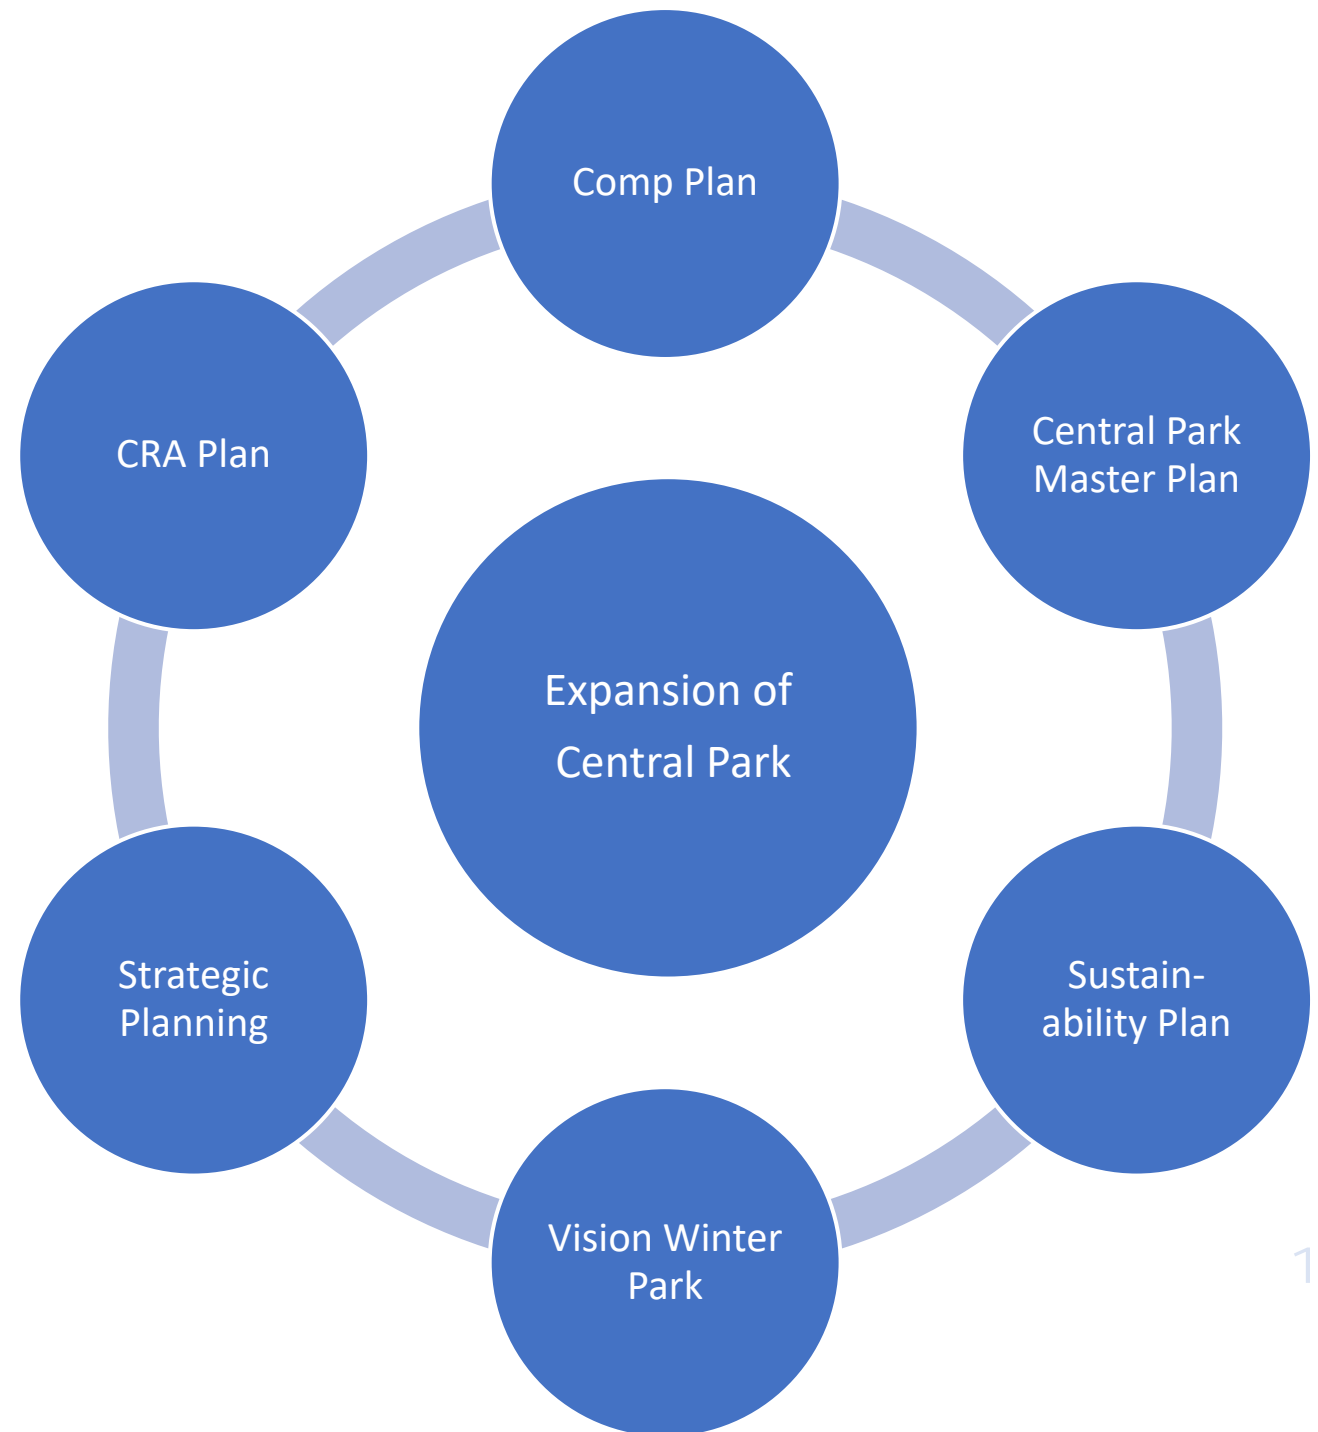 Comp Plan
CRA Plan
Central Park
Master Plan
Expansion of
Central Park
Strategic
Planning
Sustain-
ability Plan
Vision Winter
Park
1